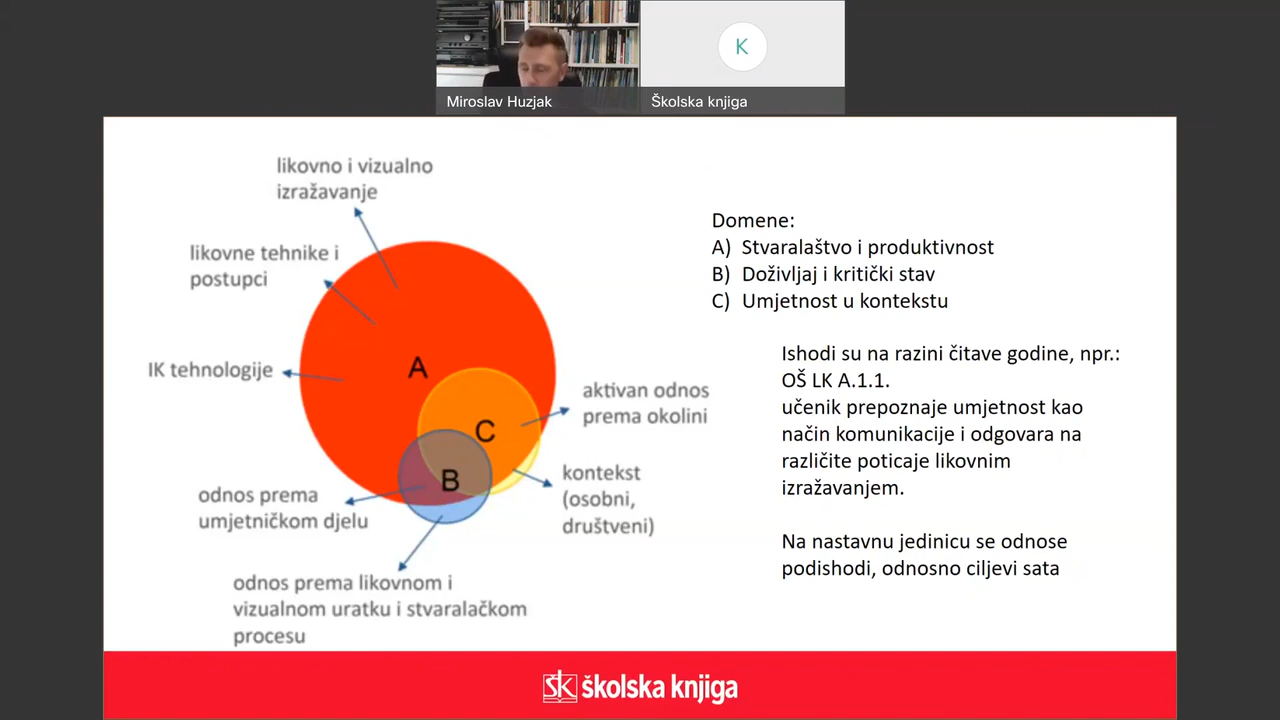 K
Miroslav Huzjak
Školska knjiga
likovno i vizualno
izražavanje
likovne tehnike i
postupci
IK tehnologije
A
C
B
aktivan odnos
prema okolini
kontekst
(osobni,
društveni)
odnos prema
umjetničkom djelu
odnos prema likovnom i
vizualnom uratku i stvaralačkom
procesu
Domene:
A) Stvaralaštvo i produktivnost
B) Doživljaj i kritički stav
C) Umjetnost u kontekstu
Ishodi su na razini čitave godine, npr.:
OŠ LK A.1.1.
učenik prepoznaje umjetnost kao
način komunikacije i odgovara na
različite poticaje likovnim
izražavanjem.
Na nastavnu jedinicu se odnose
podishodi, odnosno ciljevi sata
ŠK školska knjiga